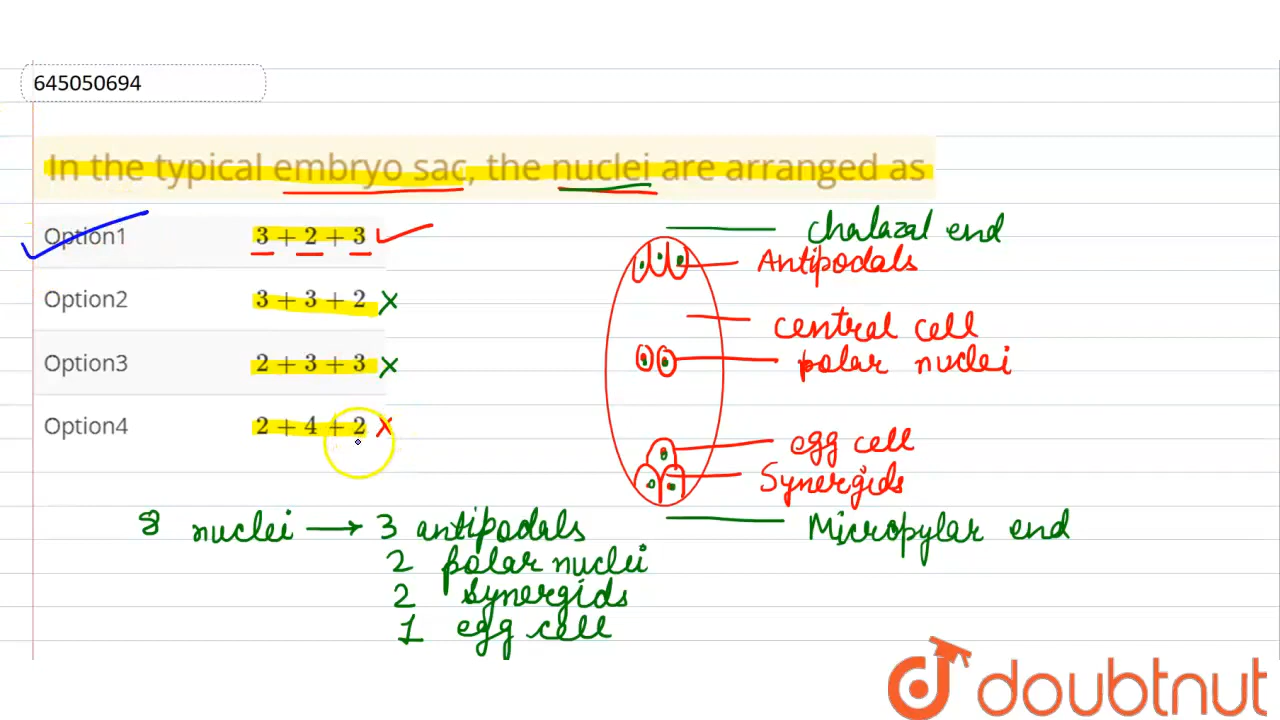 645050694
In the typical embryo sac, the nuclei are arranged as
Option1 3 + 2 + 3
Option2 3 + 3 + 2
Option3 2 + 3 + 3
Option4 2 + 4 + 2
chalazal end
Antipodals
central cell
polar nuclei
egg cell
Synergids
Micropylar end
8 nuclei → 3 antipodals
2 polar nuclei
2 synergids
1 egg cell
doubtnut